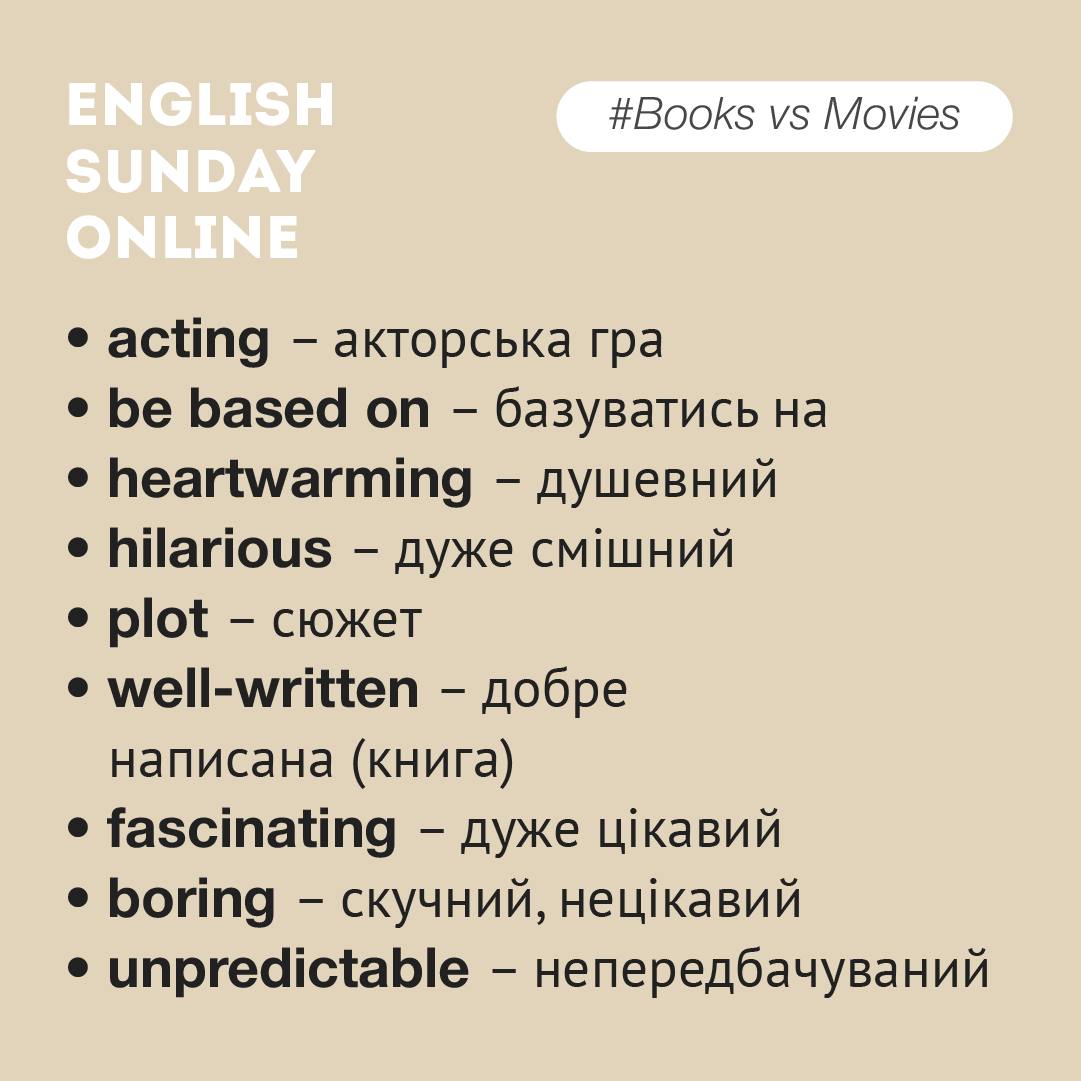 ENGLISH
SUNDAY
ONLINE
#Books vs Movies
• acting – акторська гра
• be based on – базуватись на
• heartwarming – душевний
• hilarious – дуже смішний
• plot – сюжет
• well-written – добре
написана (книга)
• fascinating – дуже цікавий
• boring – скучний, нецікавий
• unpredictable – непередбачуваний